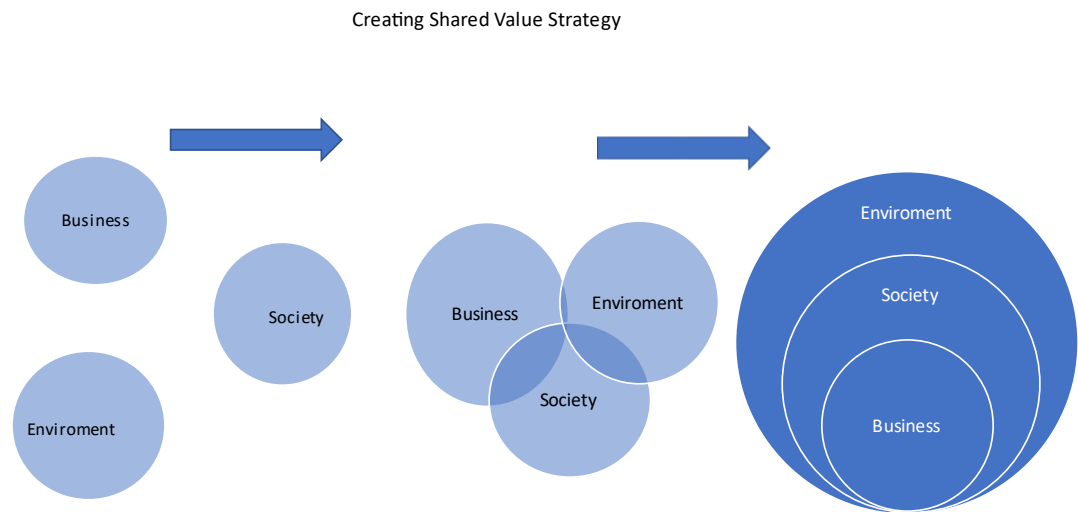 Creating Shared Value Strategy
Business
Society
Enviroment
Business
Enviroment
Society
Enviroment
Society
Business